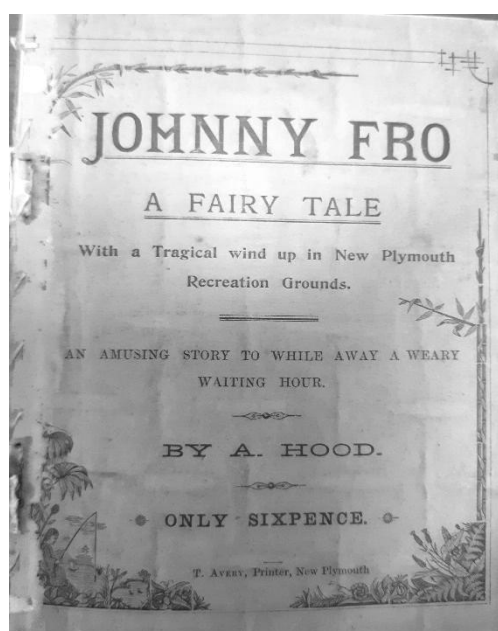 JOHNNY FRO
A FAIRY TALE
With a Tragical wind up in New Plymouth
Recreation Grounds.
AN AMUSING STORY TO WHILE AWAY A WEARY
WAITING HOUR.
BY A. HOOD.
ONLY SIXPENCE.
T. AVERY, Printer, New Plymouth